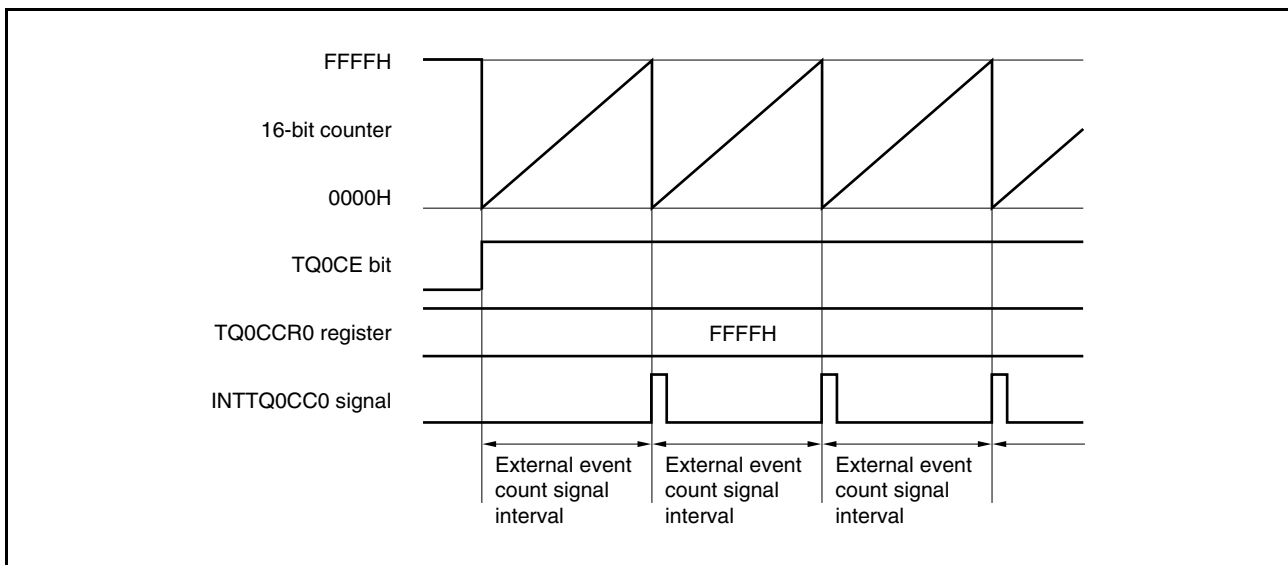 FFFFH
16-bit counter
0000H
TQ0CE bit
TQ0CCR0 register
FFFFH
INTTQ0CC0 signal
External event
count signal
interval
External event
count signal
interval
External event
count signal
interval